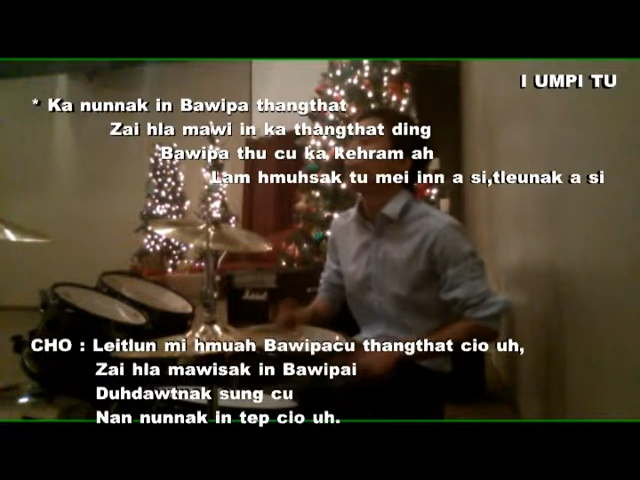 I UMPI TU
* Ka nunnak in Bawipa thangthat
Zai hla mawi in ka thangthat ding
Bawipa thu cu ka kehram ah
Lam hmuhsak tu mei inn a si,tleunak a si
CHO : Leitlun mi hmuah Bawipacu thangthat cio uh,
Zai hla mawisak in Bawipai
Duhdawtnak sung cu
Nan nunnak in tep cio uh.